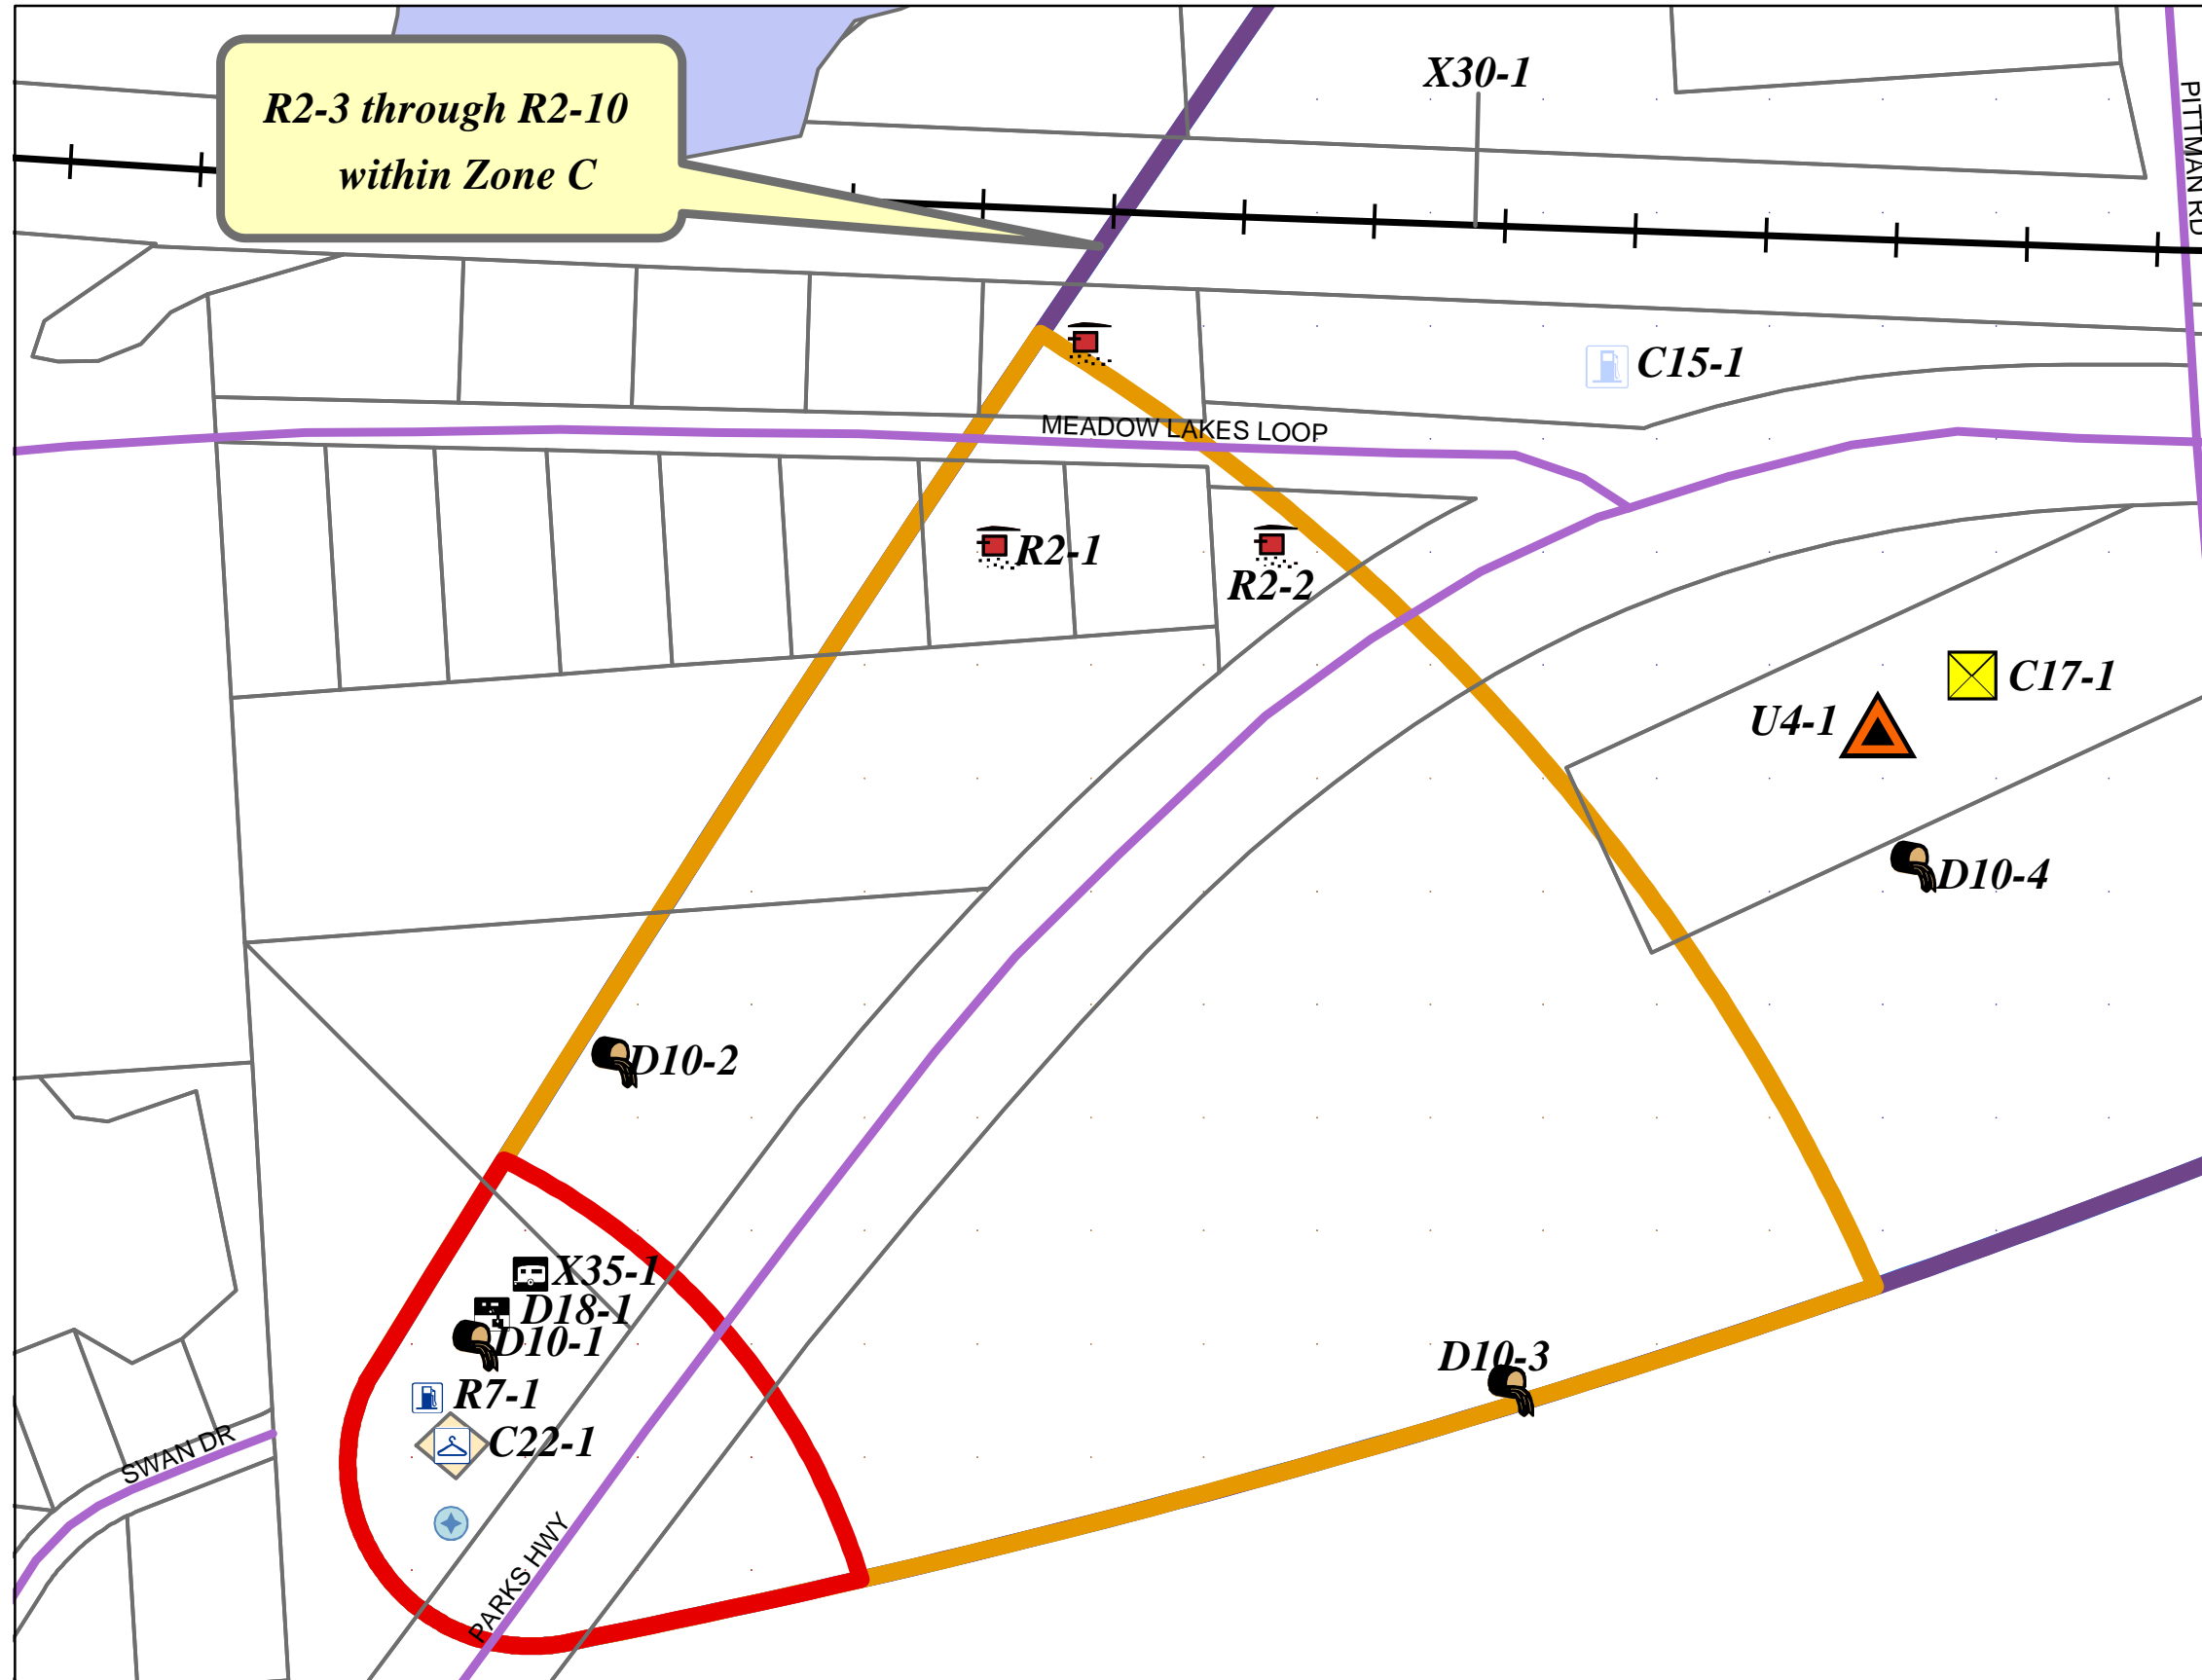 R2-3 through R2-10
within Zone C
X30-1
PITTMAN RD
C15-1
MEADOW LAKES LOOP
R2-1
R2-2
C17-1
U4-1
D10-4
D10-2
X35-1
D18-1
D10-1
D10-3
R7-1
C22-1
SWAN DR
PARKS HWY